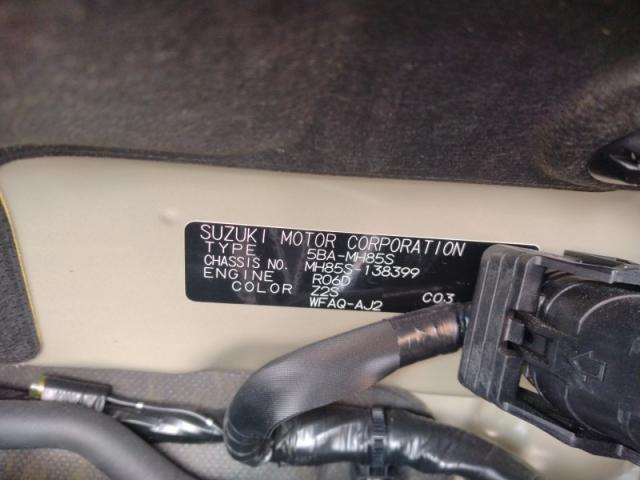 SUZUKI MOTOR CORPORATION
TYPE 5BA-MH85S
CHASSIS NO. MH85S-138399
ENGINE R06D
COLOR Z2S C03
WFAQ-AJ2